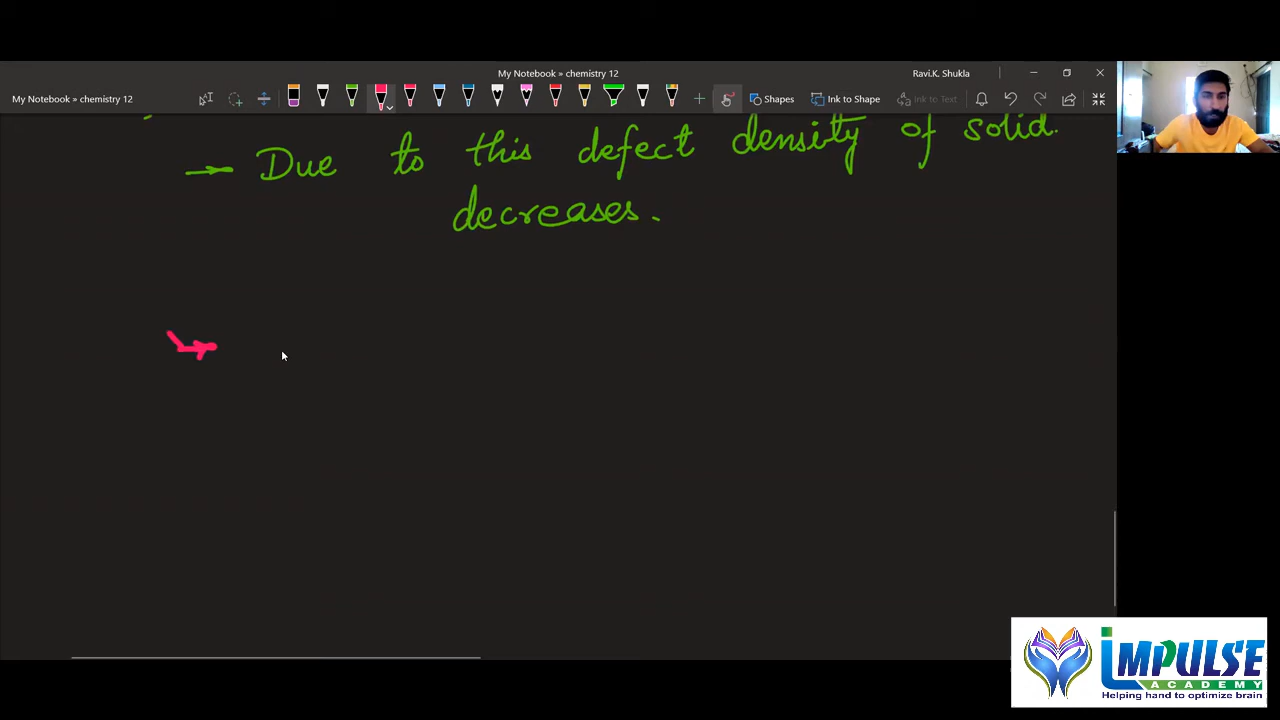 My Notebook » chemistry 12
Ravi.K. Shukla
My Notebook » chemistry 12
Shapes
Ink to Shape
Ink to Text
→ Due to this defect density of solid.
decreases.
iMPULSE
ACADEMY
Helping hand to optimize brain